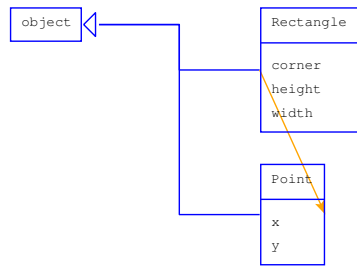 object
Rectangle
corner
height
width
Point
x
y